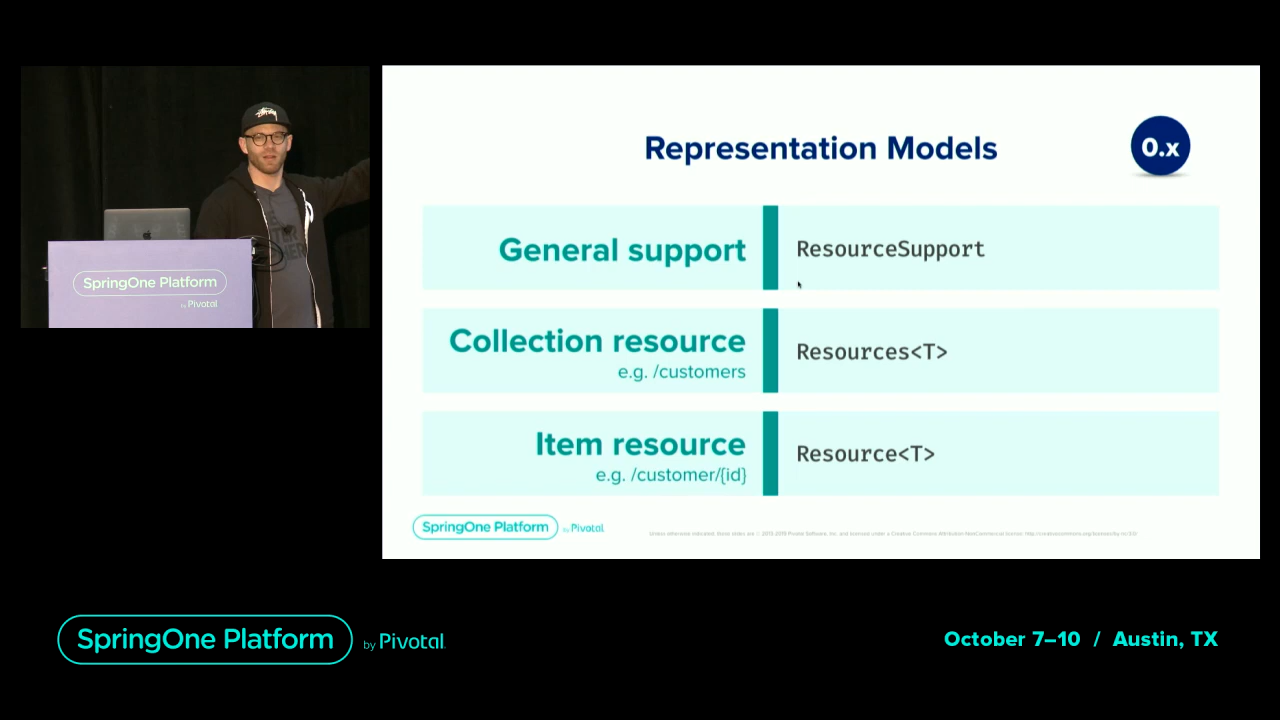 Representation Models
0.x
General support
ResourceSupport
Collection resource
e.g. /customers
Resources<T>
Item resource
e.g. /customer/{id}
Resource<T>
SpringOne Platform
by Pivotal
SpringOne Platform
by Pivotal
SpringOne Platform
by Pivotal
October 7–10 / Austin, TX